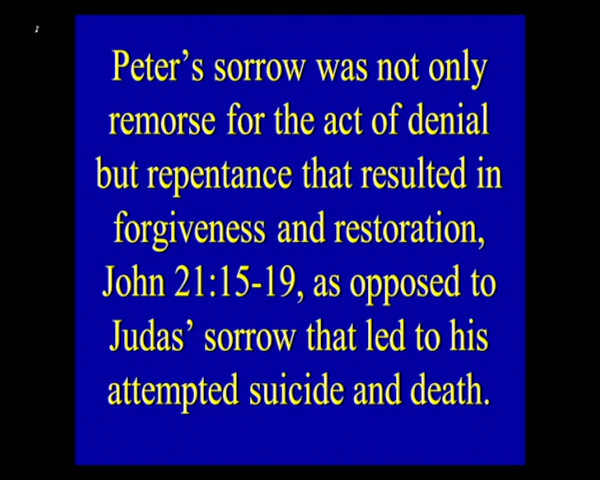 Peter’s sorrow was not only
remorse for the act of denial
but repentance that resulted in
forgiveness and restoration,
John 21:15-19, as opposed to
Judas’ sorrow that led to his
attempted suicide and death.